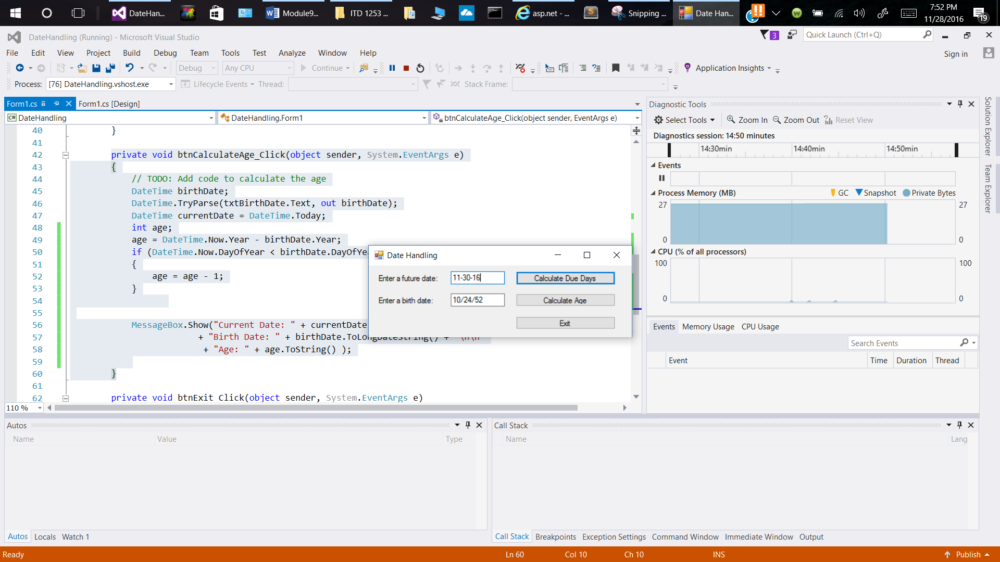 DateHan...
Module9...
ITD 1253 ...
asp.net - ...
Snipping ...
Date Han...
7:52 PM
11/28/2016
19
DateHandling (Running) - Microsoft Visual Studio
3
Quick Launch (Ctrl+Q)
File Edit View Project Build Debug Team Tools Test Analyze Window Help
Sign in
Debug Any CPU Continue Application Insights
Process: [76] DateHandling.vshost.exe Lifecycle Events Thread: Stack Frame:
Form1.cs Form1.cs [Design]
DateHandling DateHandling.Form1 btnCalculateAge_Click(object sender, EventArgs e)
40 }
41
42 private void btnCalculateAge_Click(object sender, System.EventArgs e)
43 {
44 // TODO: Add code to calculate the age
45 DateTime birthDate;
46 DateTime.TryParse(txtBirthDate.Text, out birthDate);
47 DateTime currentDate = DateTime.Today;
48 int age;
49 age = DateTime.Now.Year - birthDate.Year;
50 if (DateTime.Now.DayOfYear < birthDate.DayOfYea
51 {
52 age = age - 1;
53 }
54
55
56 MessageBox.Show("Current Date: " + currentDate
57 + "Birth Date: " + birthDate.ToLongDateString() + "\n\n"
58 + "Age: " + age.ToString() );
59
60 }
61
62 private void btnExit_Click(object sender, System.EventArgs e)
110 %
Date Handling
Enter a future date: 11-30-16 Calculate Due Days
Enter a birth date: 10/24/52 Calculate Age
Exit
Diagnostic Tools
Select Tools Zoom In Zoom Out Reset View
Diagnostics session: 14:50 minutes
14:30min 14:40min 14:50min
Events
Process Memory (MB) GC Snapshot Private Bytes
27 27
0 0
CPU (% of all processors)
100 100
0 0
Events Memory Usage CPU Usage
Search Events
Event Time Duration Thread
Solution Explorer
Team Explorer
Autos
Name Value Type
Autos Locals Watch 1
Call Stack
Name Lang
Call Stack Breakpoints Exception Settings Command Window Immediate Window Output
Ready Ln 60 Col 10 Ch 10 INS Publish